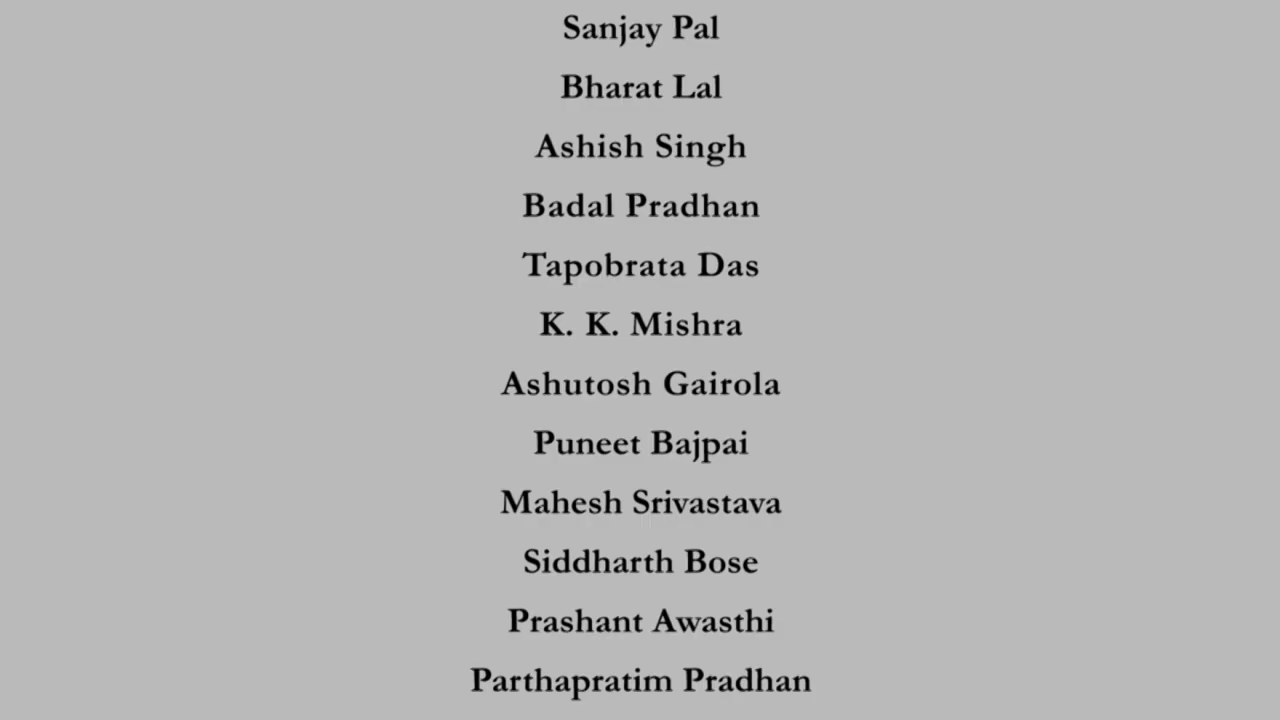 Sanjay Pal
Bharat Lal
Ashish Singh
Badal Pradhan
Tapobrata Das
K. K. Mishra
Ashutosh Gairola
Puneet Bajpai
Mahesh Srivastava
Siddharth Bose
Prashant Awasthi
Parthapratim Pradhan